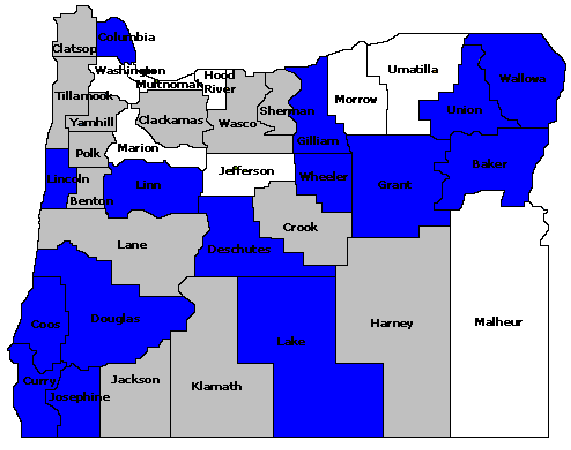 Clatsop
Columbia
Washington
Tillamook
Multnomah
Hood
River
Yamhill
Clackamas
Wasco
Sherman
Gilliam
Morrow
Umatilla
Union
Wallowa
Polk
Marion
Lincoln
Benton
Linn
Jefferson
Wheeler
Grant
Baker
Lane
Deschutes
Crook
Coos
Douglas
Lake
Harney
Malheur
Curry
Josephine
Jackson
Klamath